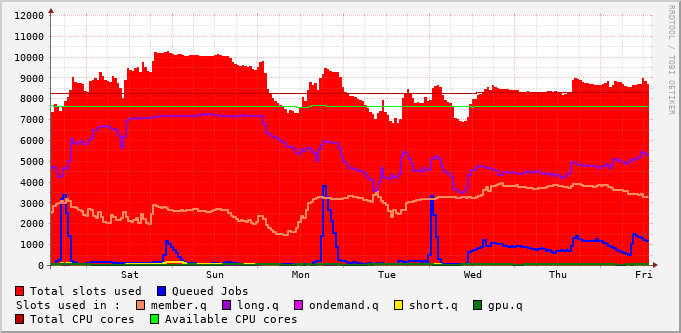 12000
11000
10000
9000
8000
7000
6000
5000
4000
3000
2000
1000
0
Sat Sun Mon Tue Wed Thu Fri
Total slots used Queued Jobs
Slots used in : member.q long.q ondemand.q short.q gpu.q
Total CPU cores Available CPU cores
RRDTOOL / TOBI OETIKER